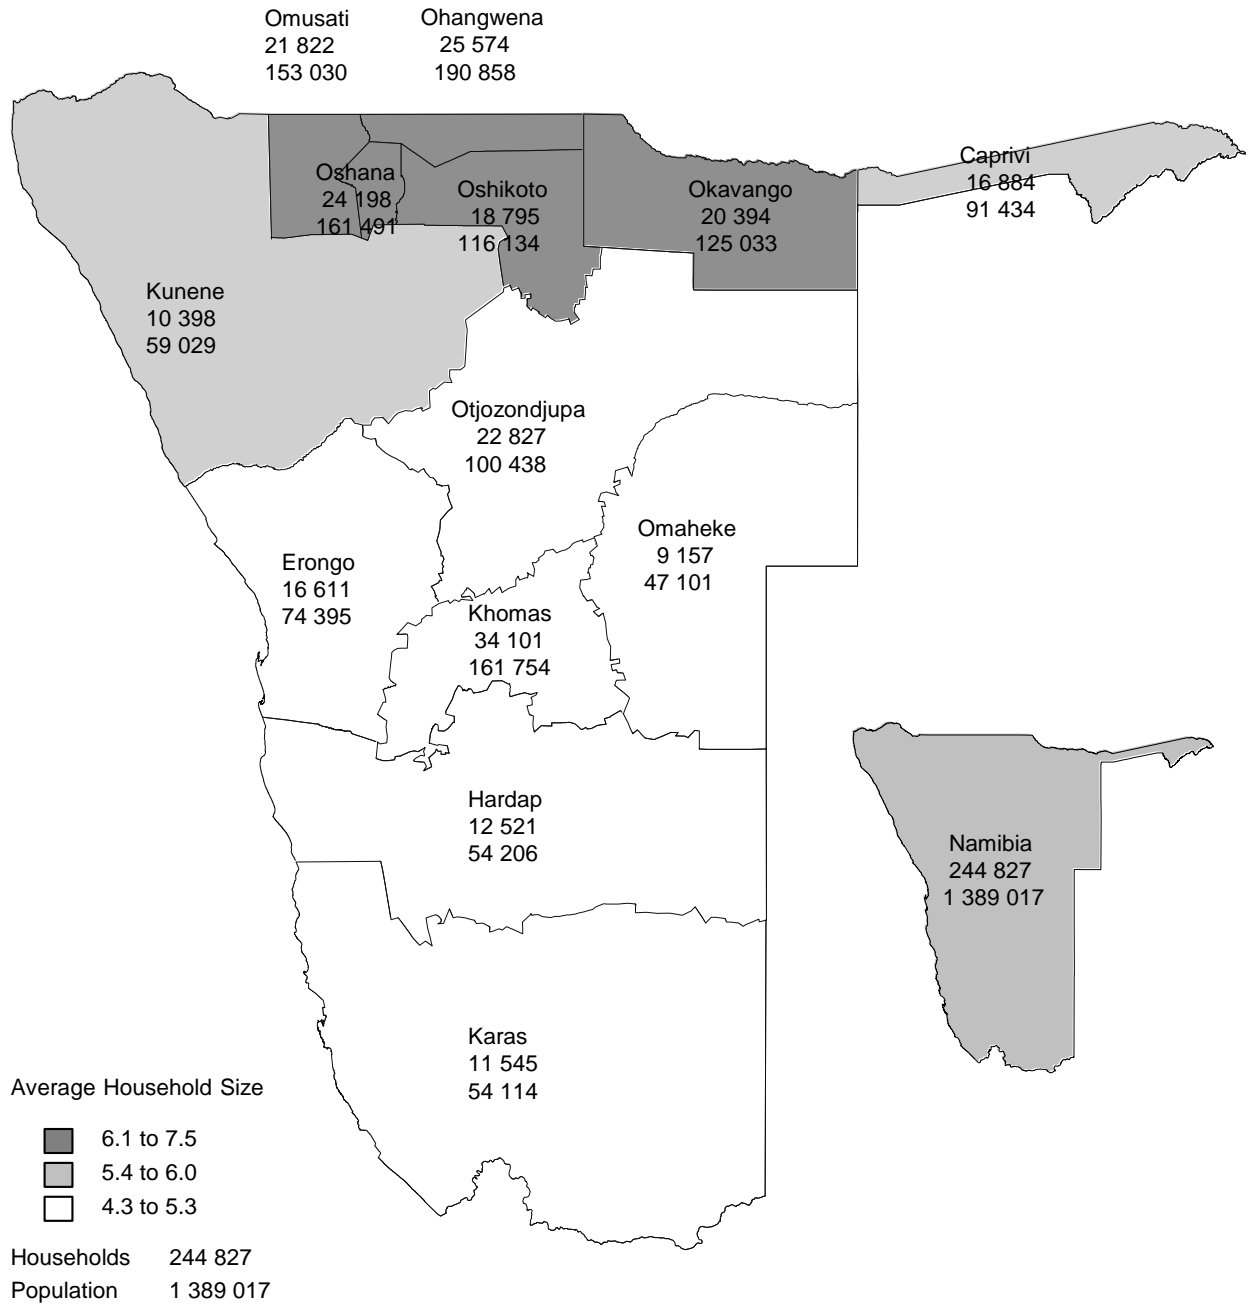 Omusati
21 822
153 030
Ohangwena
25 574
190 858
Oshana
24 198
161 491
Oshikoto
18 795
116 134
Okavango
20 394
125 033
Caprivi
16 884
91 434
Kunene
10 398
59 029
Otjozondjupa
22 827
100 438
Omaheke
9 157
47 101
Erongo
16 611
74 395
Khomas
34 101
161 754
Hardap
12 521
54 206
Namibia
244 827
1 389 017
Karas
11 545
54 114
Average Household Size
6.1 to 7.5
5.4 to 6.0
4.3 to 5.3
Households 244 827
Population 1 389 017